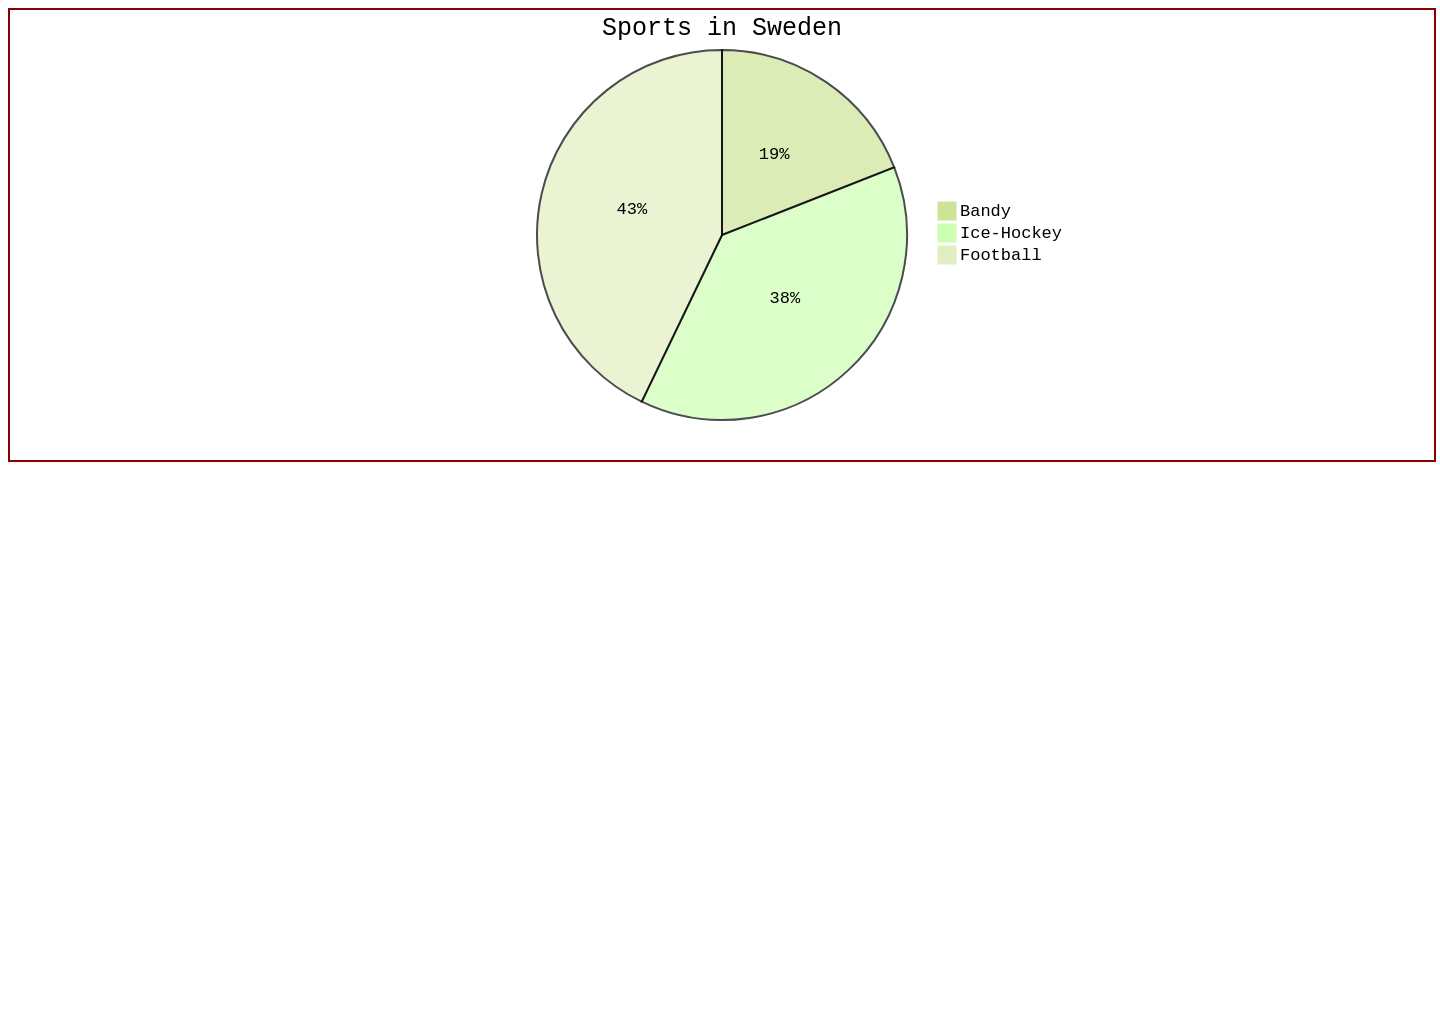 Sports in Sweden
19%
43%
38%
Bandy
Ice-Hockey
Football